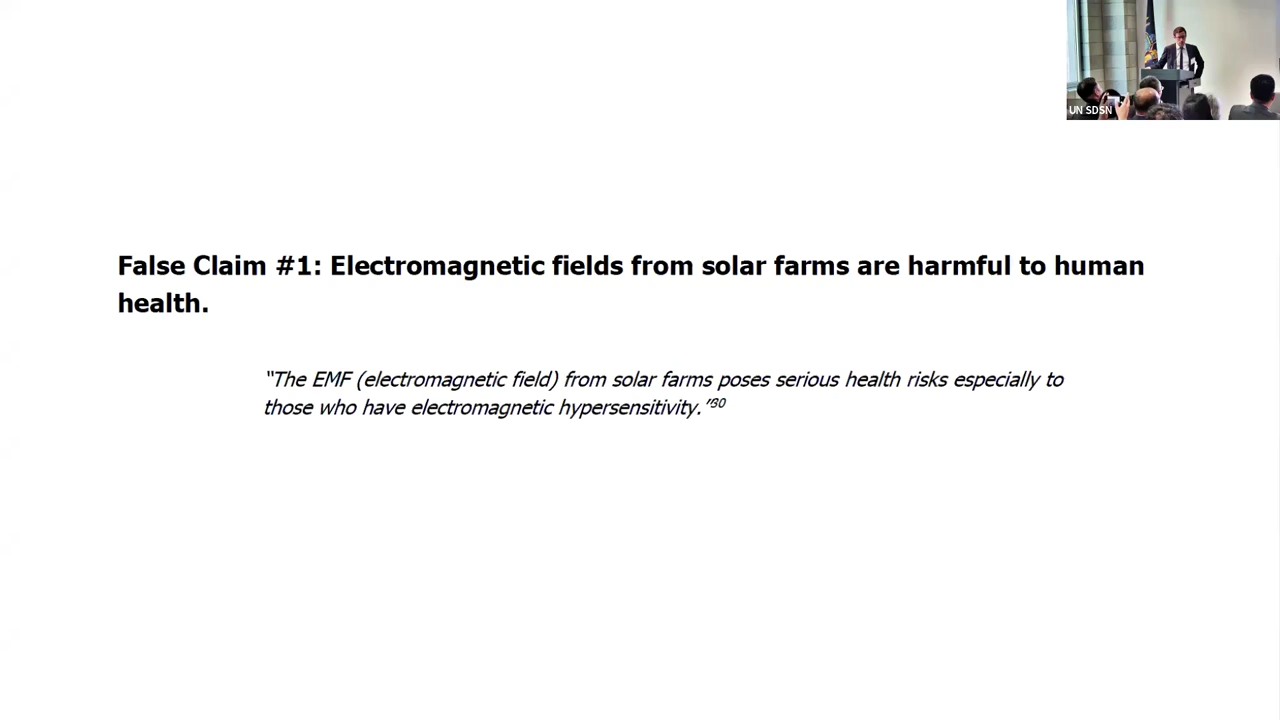 UN SDSN
False Claim #1: Electromagnetic fields from solar farms are harmful to human
health.
“The EMF (electromagnetic field) from solar farms poses serious health risks especially to
those who have electromagnetic hypersensitivity.”30